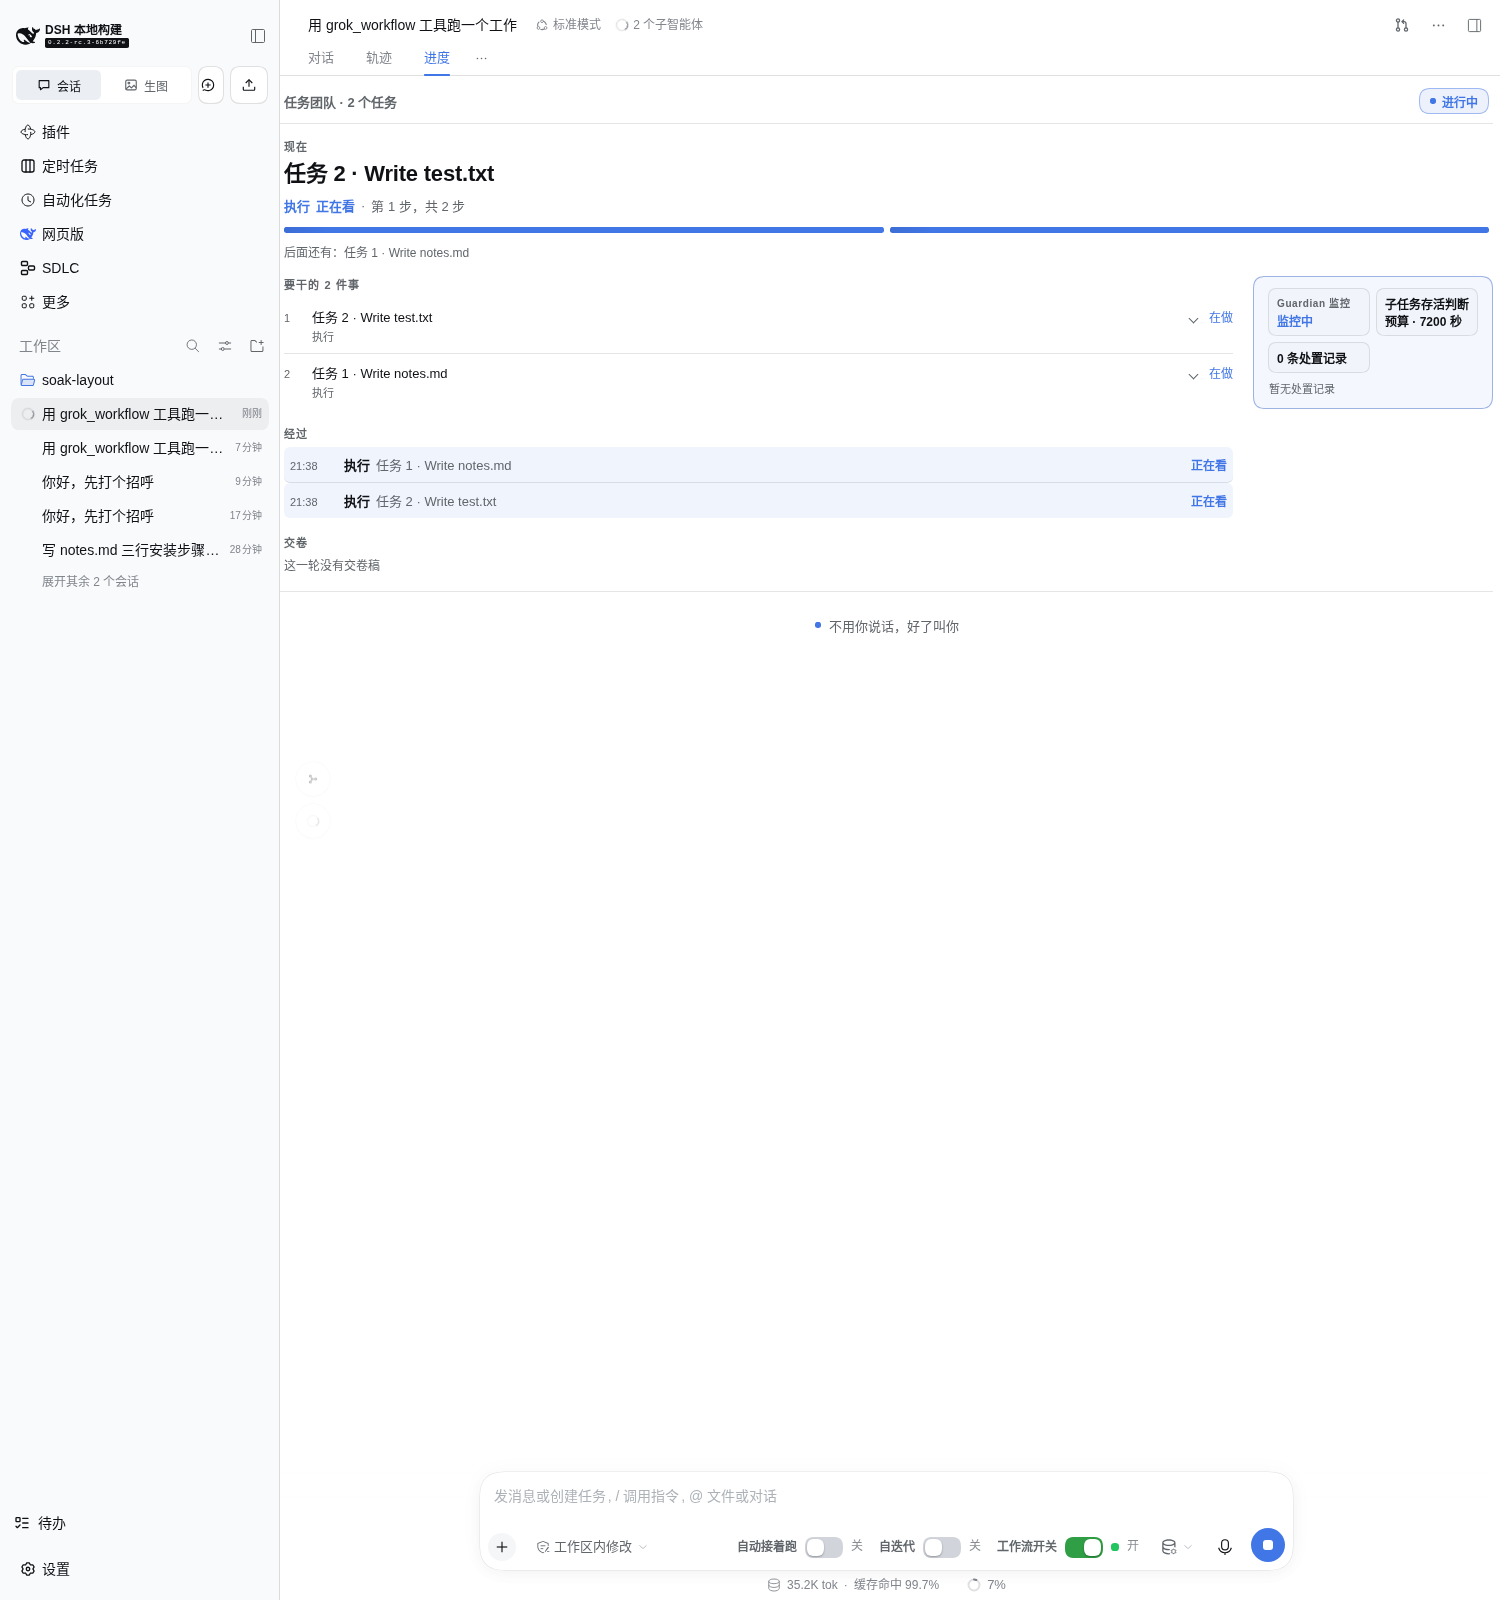 DSH 本地构建
0.2.2-rc.3-6b729fe
会话
生图
插件
定时任务
自动化任务
网页版
SDLC
更多
工作区
soak-layout
用 grok_workflow 工具跑一… 刚刚
用 grok_workflow 工具跑一… 7分钟
你好，先打个招呼 9分钟
你好，先打个招呼 17分钟
写 notes.md 三行安装步骤… 28分钟
展开其余 2 个会话
待办
设置
用 grok_workflow 工具跑一个工作 标准模式 2 个子智能体
对话 轨迹 进度 ···
任务团队 · 2 个任务 进行中
现在
任务 2 · Write test.txt
执行 正在看 · 第 1 步，共 2 步
后面还有：任务 1 · Write notes.md
要干的 2 件事
1 任务 2 · Write test.txt 在做
执行
2 任务 1 · Write notes.md 在做
执行
Guardian 监控
监控中
子任务存活判断
预算 · 7200 秒
0 条处置记录
暂无处置记录
经过
21:38 执行 任务 1 · Write notes.md 正在看
21:38 执行 任务 2 · Write test.txt 正在看
交卷
这一轮没有交卷稿
不用你说话，好了叫你
发消息或创建任务，/ 调用指令，@ 文件或对话
工作区内修改 自动接着跑 关 自迭代 关 工作流开关 开
35.2K tok · 缓存命中 99.7% 7%